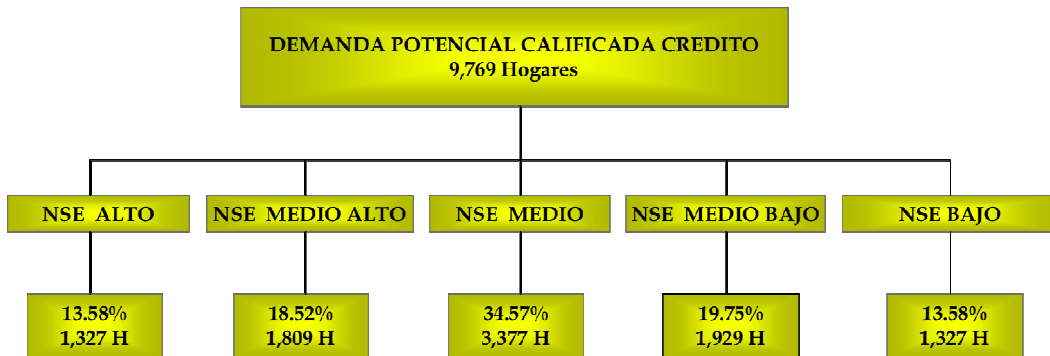 DEMANDA POTENCIAL CALIFICADA CREDITO
9,769 Hogares
NSE ALTO
NSE MEDIO ALTO
NSE MEDIO
NSE MEDIO BAJO
NSE BAJO
13.58%
1,327 H
18.52%
1,809 H
34.57%
3,377 H
19.75%
1,929 H
13.58%
1,327 H